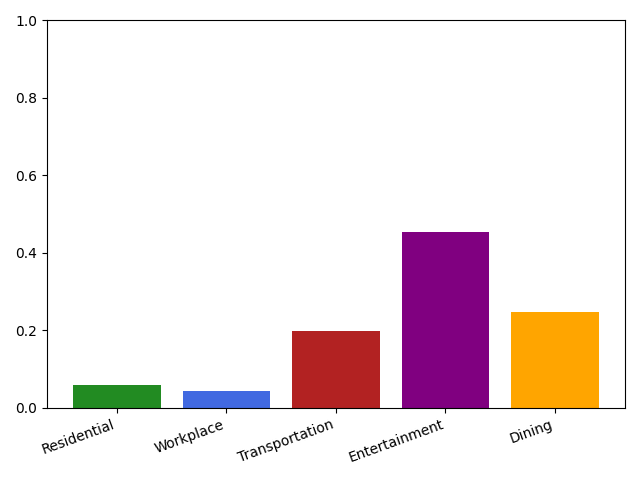 1.0
0.8
0.6
0.4
0.2
0.0
Residential
Workplace
Transportation
Entertainment
Dining